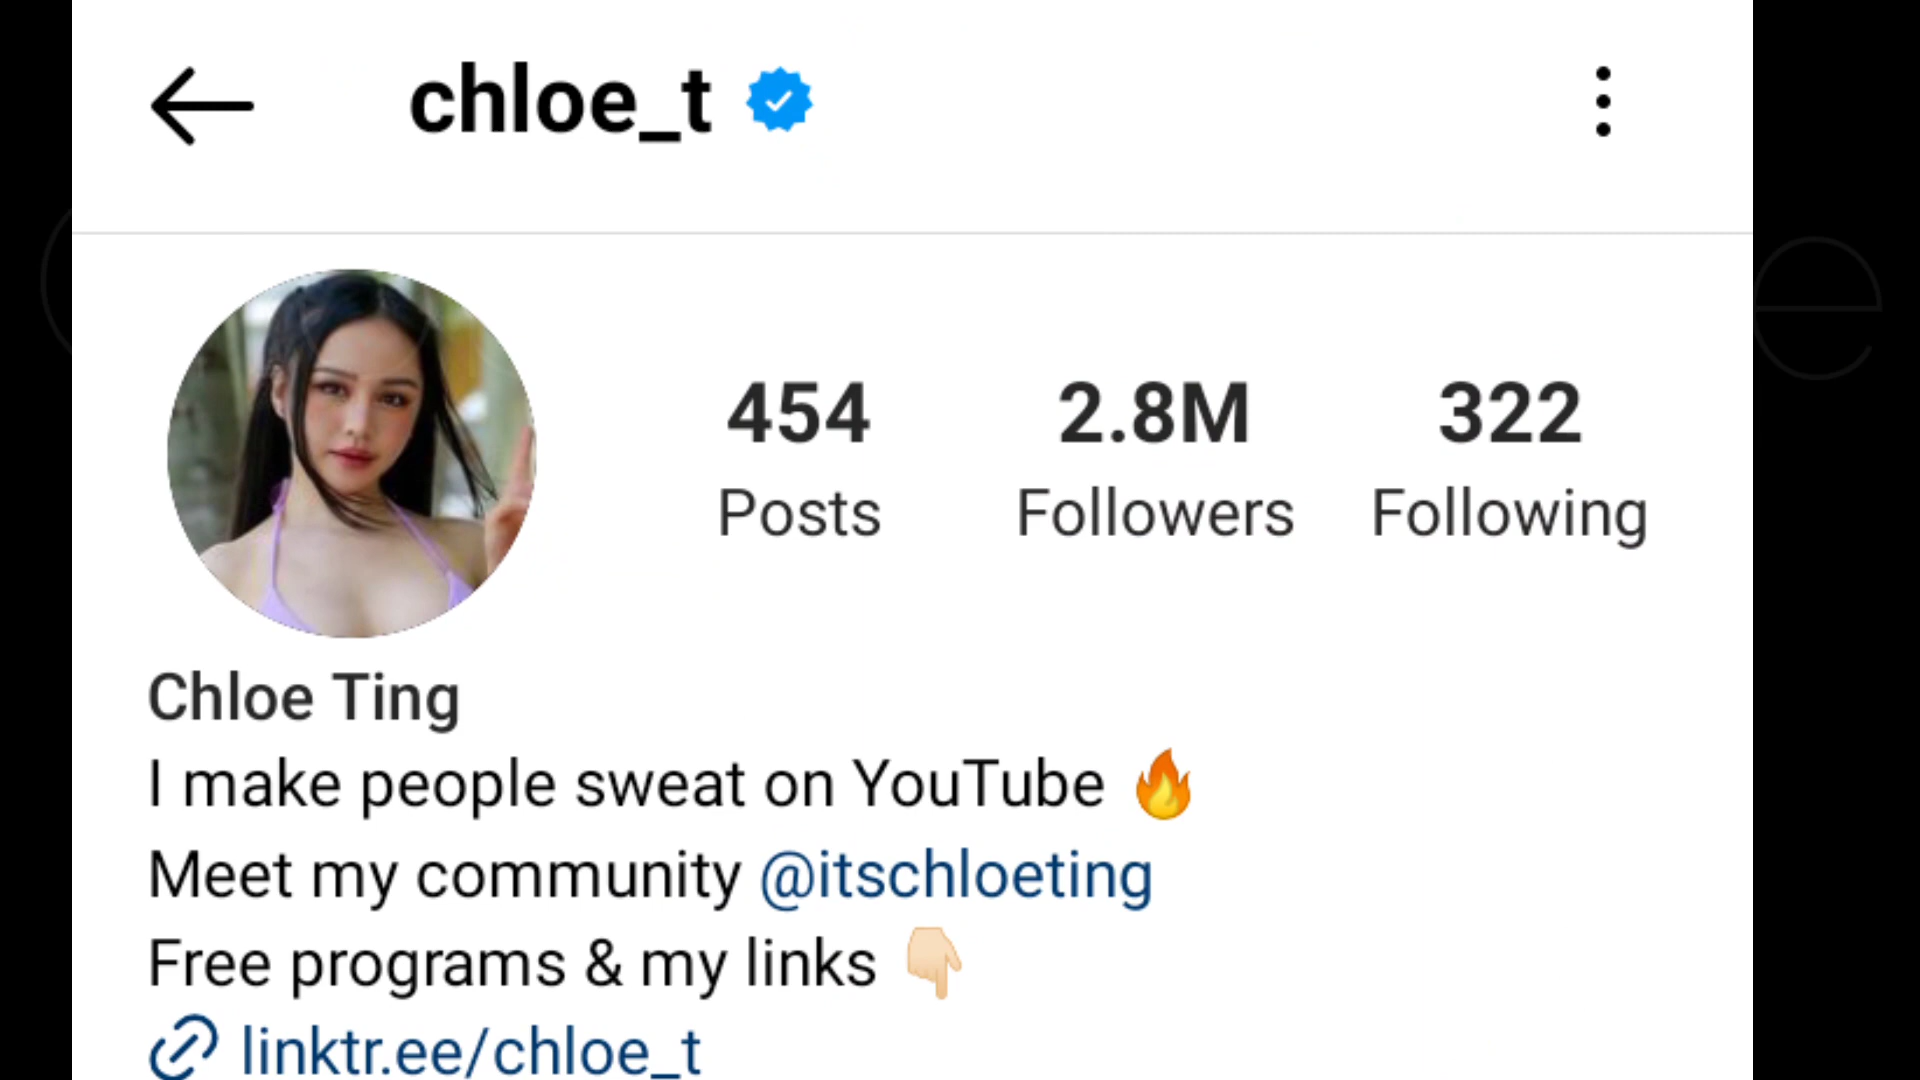 chloe_t
454 2.8M 322
Posts Followers Following
Chloe Ting
I make people sweat on YouTube 🔥
Meet my community @itschloeting
Free programs & my links 👇🏻
linktr.ee/chloe_t